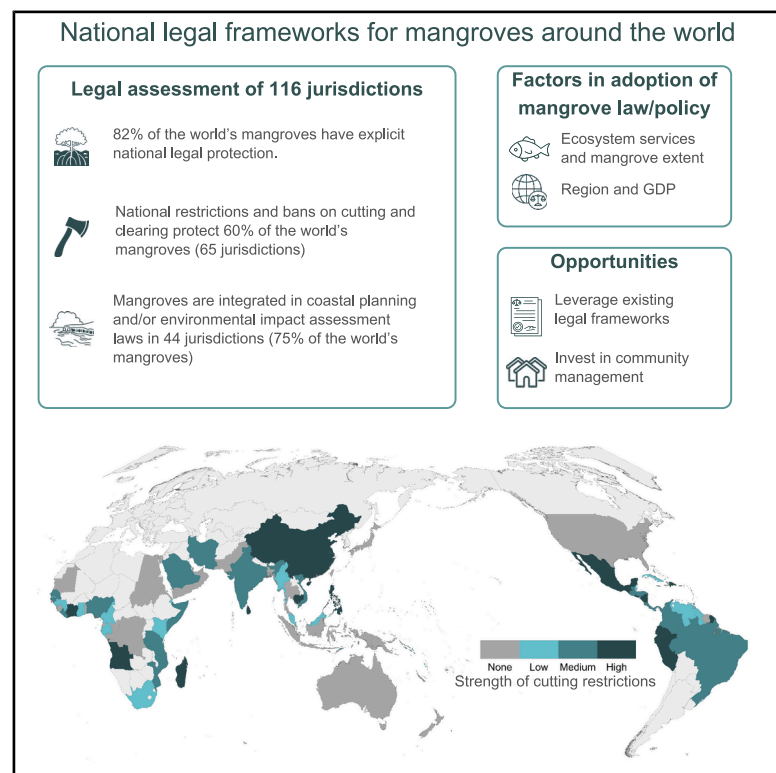 National legal frameworks for mangroves around the world
Legal assessment of 116 jurisdictions
82% of the world's mangroves have explicit
national legal protection.
National restrictions and bans on cutting and
clearing protect 60% of the world's
mangroves (65 jurisdictions)
Mangroves are integrated in coastal planning
and/or environmental impact assessment
laws in 44 jurisdictions (75% of the world's
mangroves)
Factors in adoption of
mangrove law/policy
Ecosystem services
and mangrove extent
Region and GDP
Opportunities
Leverage existing
legal frameworks
Invest in community
management
None Low Medium High
Strength of cutting restrictions